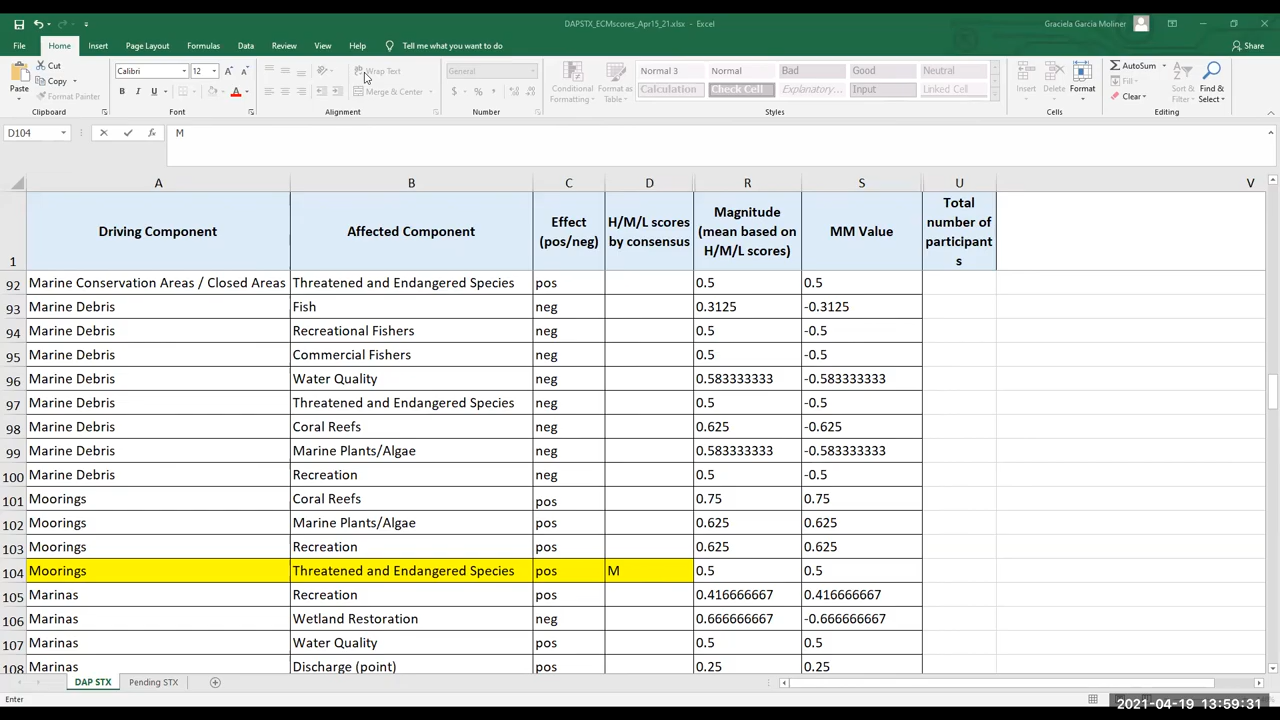 DAPSTX_ECMscores_Apr15_21.xlsx - Excel
Graciela Garcia Moliner
File Home Insert Page Layout Formulas Data Review View Help Tell me what you want to do Share
Paste Cut Copy Format Painter Clipboard
Calibri 12 A A B I U A Font
Wrap Text Merge & Center Alignment
General $ % Number
Conditional Formatting Format as Table
Normal 3 Normal Bad Good Neutral
Calculation Check Cell Explanatory... Input Linked Cell
Styles
Insert Delete Format Cells
AutoSum Fill Clear Sort & Filter Find & Select Editing
D104 fx M
A B C D R S U V
1 Driving Component Affected Component Effect (pos/neg) H/M/L scores by consensus Magnitude (mean based on H/M/L scores) MM Value Total number of participants
92 Marine Conservation Areas / Closed Areas Threatened and Endangered Species pos 0.5 0.5
93 Marine Debris Fish neg 0.3125 -0.3125
94 Marine Debris Recreational Fishers neg 0.5 -0.5
95 Marine Debris Commercial Fishers neg 0.5 -0.5
96 Marine Debris Water Quality neg 0.583333333 -0.583333333
97 Marine Debris Threatened and Endangered Species neg 0.5 -0.5
98 Marine Debris Coral Reefs neg 0.625 -0.625
99 Marine Debris Marine Plants/Algae neg 0.583333333 -0.583333333
100 Marine Debris Recreation neg 0.5 -0.5
101 Moorings Coral Reefs pos 0.75 0.75
102 Moorings Marine Plants/Algae pos 0.625 0.625
103 Moorings Recreation pos 0.625 0.625
104 Moorings Threatened and Endangered Species pos M 0.5 0.5
105 Marinas Recreation pos 0.416666667 0.416666667
106 Marinas Wetland Restoration neg 0.666666667 -0.666666667
107 Marinas Water Quality pos 0.5 0.5
108 Marinas Discharge (point) pos 0.25 0.25
DAP STX Pending STX
Enter
2021-04-19 13:59:31